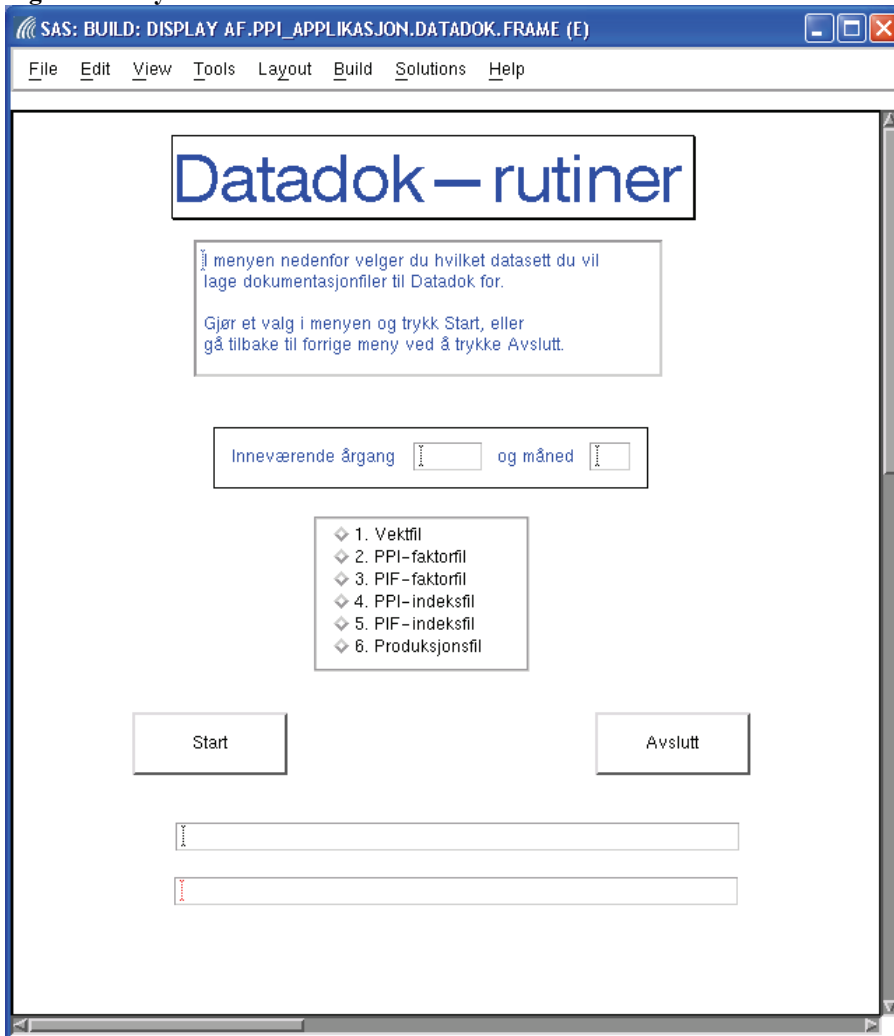 SAS: BUILD: DISPLAY AF.PPI_APPLIKASJON.DATADOK.FRAME (E)
File Edit View Tools Layout Build Solutions Help
Datadok–rutiner
I menyen nedenfor velger du hvilket datasett du vil
lage dokumentasjonfiler til Datadok for.
Gjør et valg i menyen og trykk Start, eller
gå tilbake til forrige meny ved å trykke Avslutt.
Inneværende årgang og måned
1. Vektfil
2. PPI-faktorfil
3. PIF-faktorfil
4. PPI-indeksfil
5. PIF-indeksfil
6. Produksjonsfil
Start Avslutt